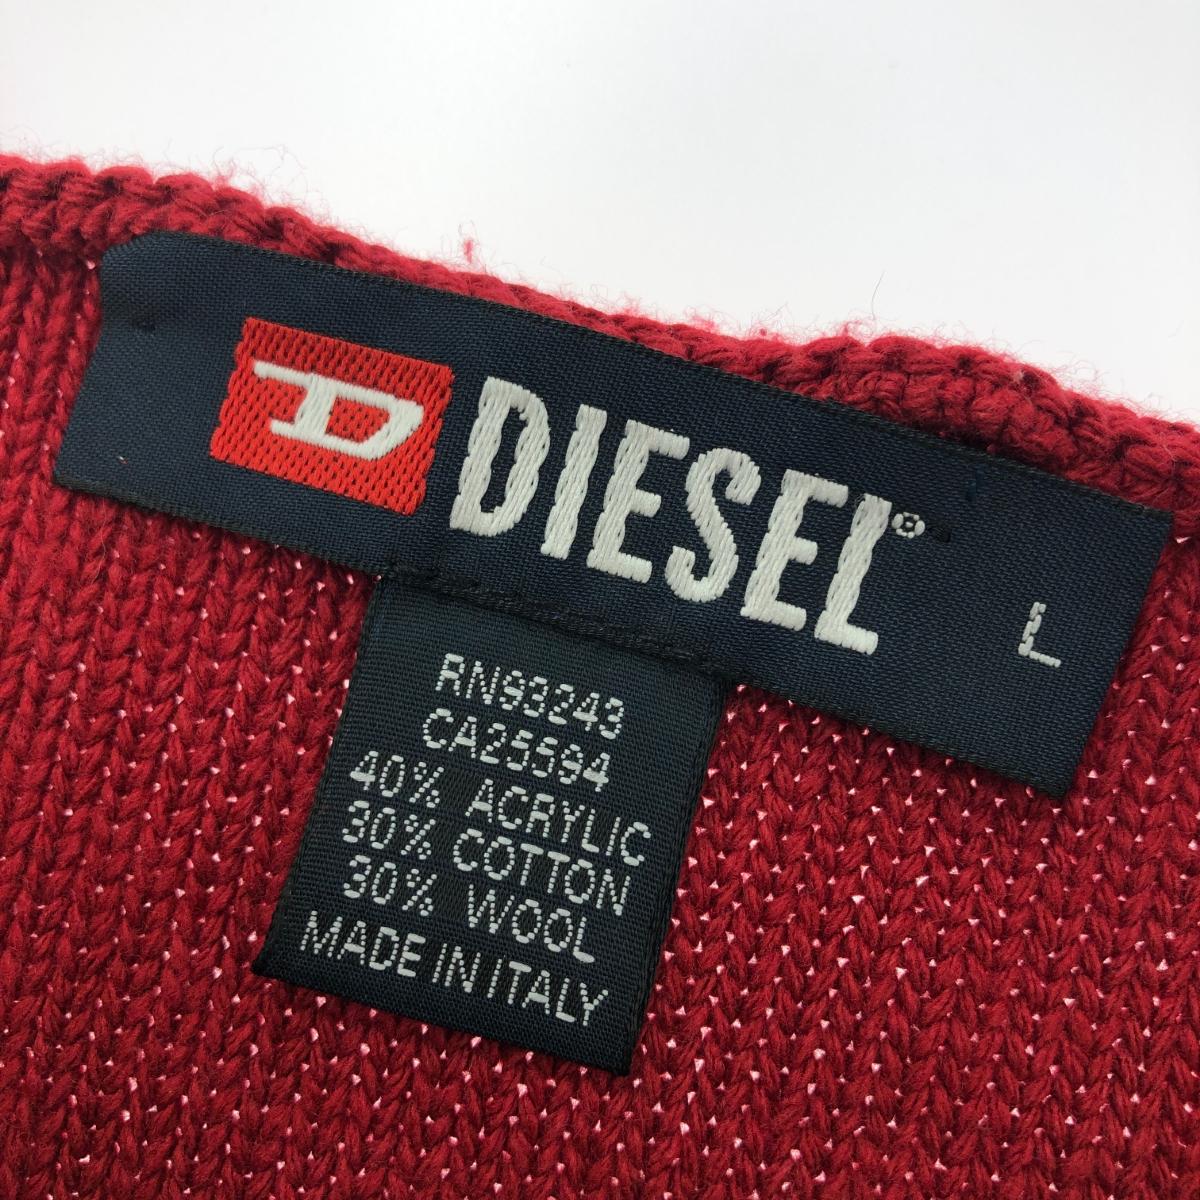 D DIESEL® L
RN93243
CA25594
40% ACRYLIC
30% COTTON
30% WOOL
MADE IN ITALY